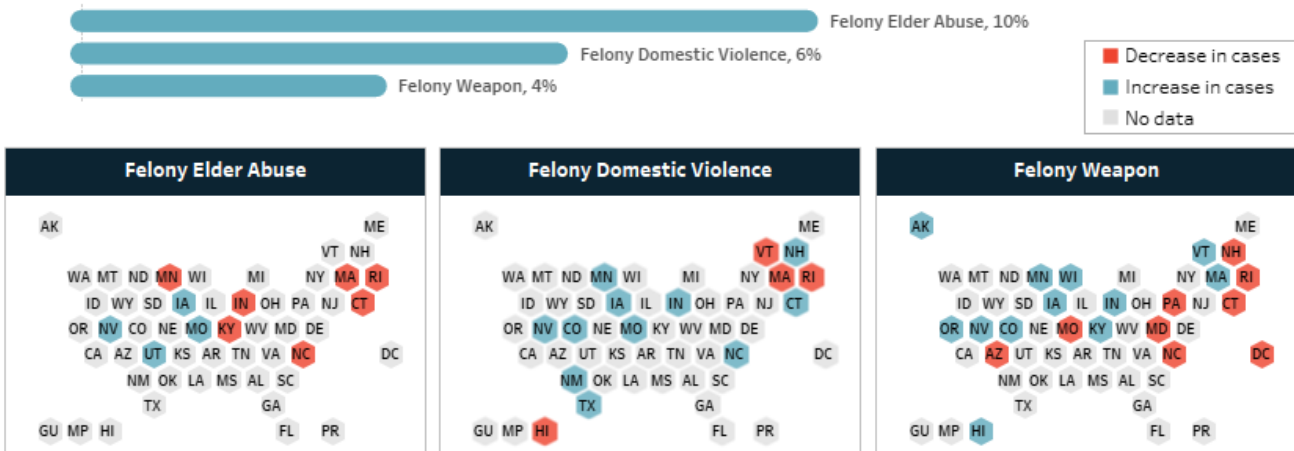 Felony Elder Abuse, 10%
Felony Domestic Violence, 6%
Felony Weapon, 4%
Decrease in cases
Increase in cases
No data
Felony Elder Abuse
AK ME
VT NH
WA MT ND MN WI MI NY MA RI
ID WY SD IA IL IN OH PA NJ CT
OR NV CO NE MO KY WV MD DE
CA AZ UT KS AR TN VA NC DC
NM OK LA MS AL SC
TX GA
GU MP HI FL PR
Felony Domestic Violence
AK ME
VT NH
WA MT ND MN WI MI NY MA RI
ID WY SD IA IL IN OH PA NJ CT
OR NV CO NE MO KY WV MD DE
CA AZ UT KS AR TN VA NC DC
NM OK LA MS AL SC
TX GA
GU MP HI FL PR
Felony Weapon
AK ME
VT NH
WA MT ND MN WI MI NY MA RI
ID WY SD IA IL IN OH PA NJ CT
OR NV CO NE MO KY WV MD DE
CA AZ UT KS AR TN VA NC DC
NM OK LA MS AL SC
TX GA
GU MP HI FL PR